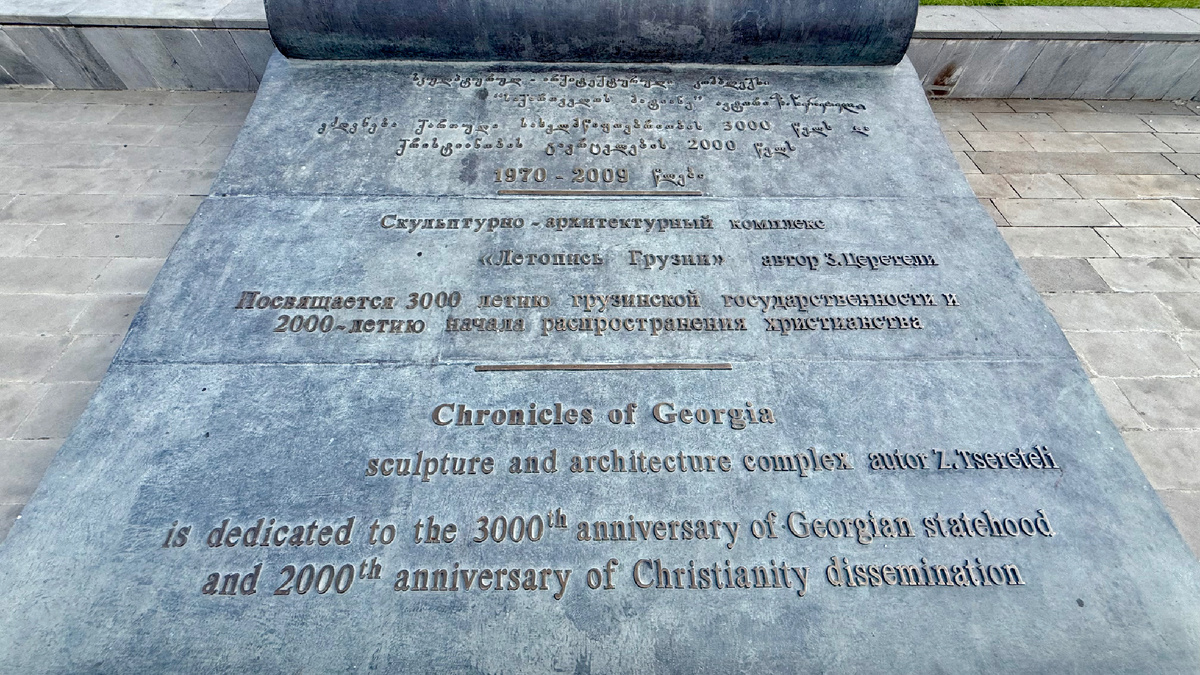 სკულპტურულ - არქიტექტურული კომპლექსი
"საქართველოს მატიანე" ავტორი ზ. წერეთელი
ეძღვნება ქართული სახელმწიფოებრიობის 3000 წელს და
ქრისტიანობის გავრცელების 2000 წელს
1970 - 2009 წლები
Скульптурно - архитектурный комплекс
«Летопись Грузии» автор З.Церетели
Посвящается 3000 летию грузинской государственности и
2000-летию начала распространения христианства
Chronicles of Georgia
sculpture and architecture complex autor Z.Tsereteli
is dedicated to the 3000th anniversary of Georgian statehood
and 2000th anniversary of Christianity dissemination